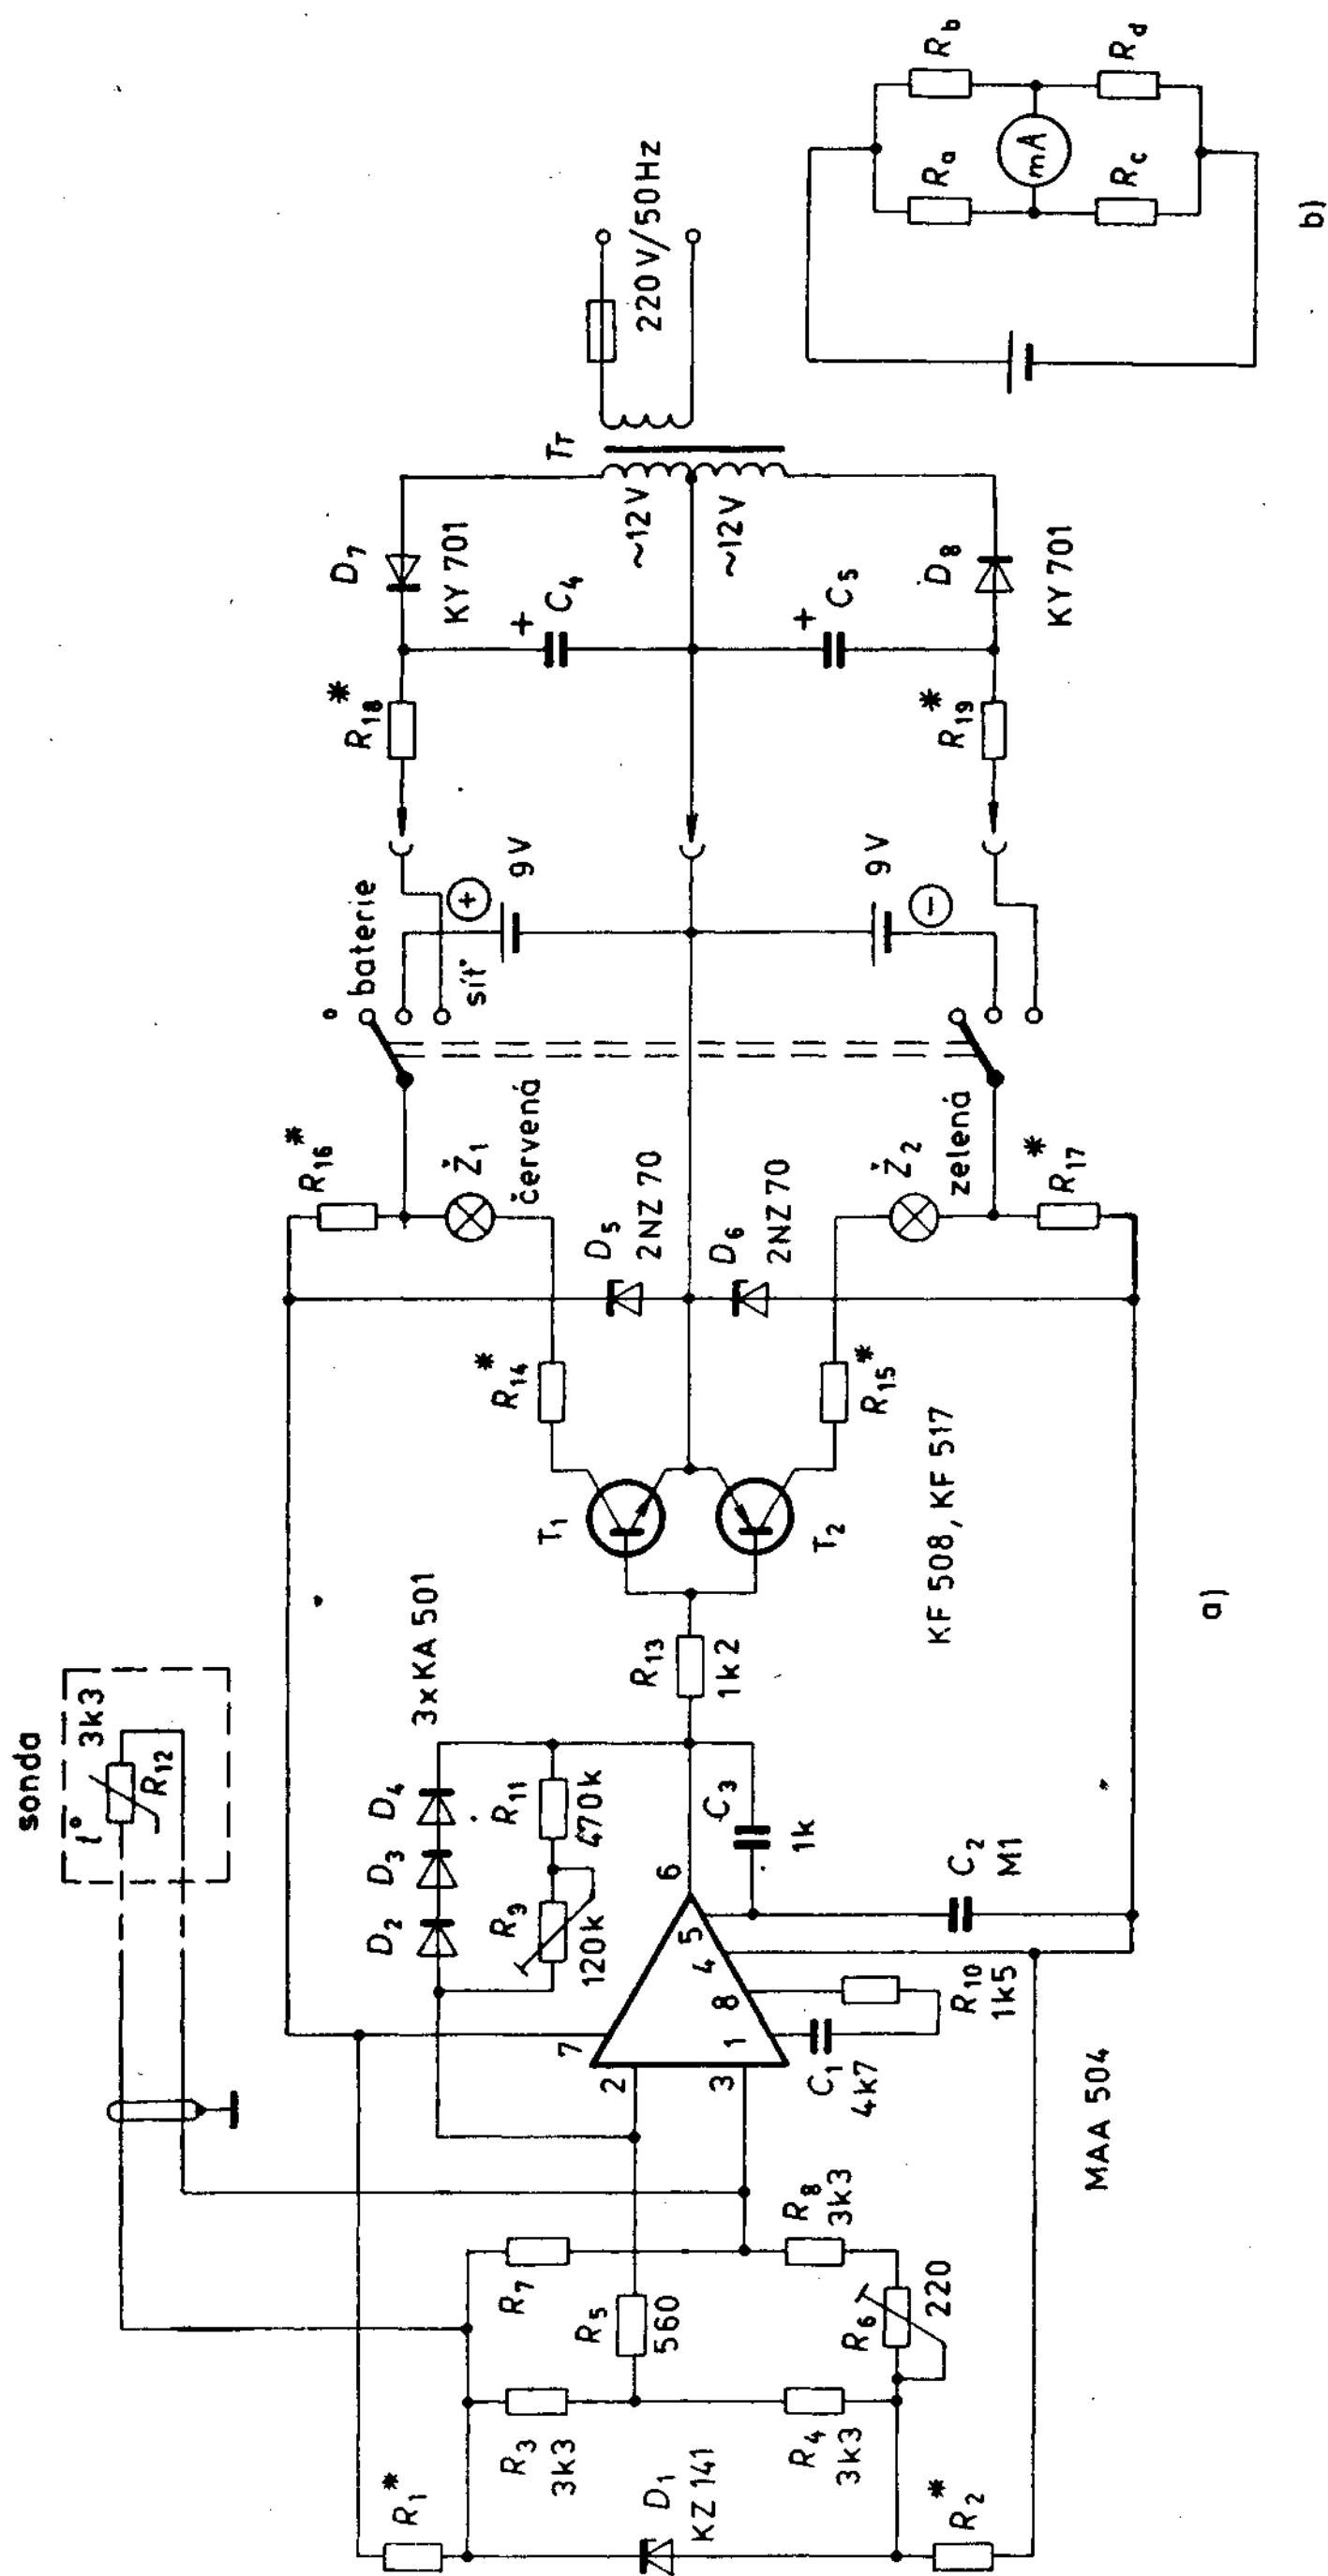 sonda
t°
3k3
R12
R1*
R3
3k3
D1
KZ 141
R4
3k3
R2*
R5
560
R7
R8
3k3
R6
220
2
3
7
1
8
4
5
6
C1
4k7
R10
1k5
MAA 504
D2
D3
D4
3xKA 501
R9
120k
R11
470k
C3
1k
C2
M1
R13
1k2
T1
T2
KF 508, KF 517
R14*
R15*
D5
2NZ 70
D6
2NZ 70
R16*
Ž1
červená
Ž2
zelená
R17*
baterie
síť
+
9V
9V
−
R18*
R19*
+
C4
+
C5
D7
KY 701
D8
KY 701
~12V
~12V
Tr
220V/50Hz
a)
Ra
Rb
mA
Rc
Rd
b)